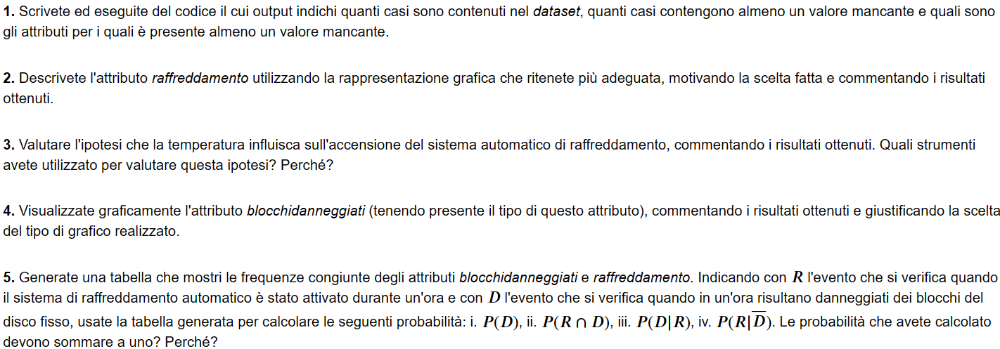 1. Scrivete ed eseguite del codice il cui output indichi quanti casi sono contenuti nel dataset, quanti casi contengono almeno un valore mancante e quali sono
gli attributi per i quali è presente almeno un valore mancante.
2. Descrivete l'attributo raffreddamento utilizzando la rappresentazione grafica che ritenete più adeguata, motivando la scelta fatta e commentando i risultati
ottenuti.
3. Valutare l'ipotesi che la temperatura influisca sull'accensione del sistema automatico di raffreddamento, commentando i risultati ottenuti. Quali strumenti
avete utilizzato per valutare questa ipotesi? Perché?
4. Visualizzate graficamente l'attributo blocchidanneggiati (tenendo presente il tipo di questo attributo), commentando i risultati ottenuti e giustificando la scelta
del tipo di grafico realizzato.
5. Generate una tabella che mostri le frequenze congiunte degli attributi blocchidanneggiati e raffreddamento. Indicando con R l'evento che si verifica quando
il sistema di raffreddamento automatico è stato attivato durante un'ora e con D l'evento che si verifica quando in un'ora risultano danneggiati dei blocchi del
disco fisso, usate la tabella generata per calcolare le seguenti probabilità: i. P(D), ii. P(R ∩ D), iii. P(D|R), iv. P(R|D̅). Le probabilità che avete calcolato
devono sommare a uno? Perché?